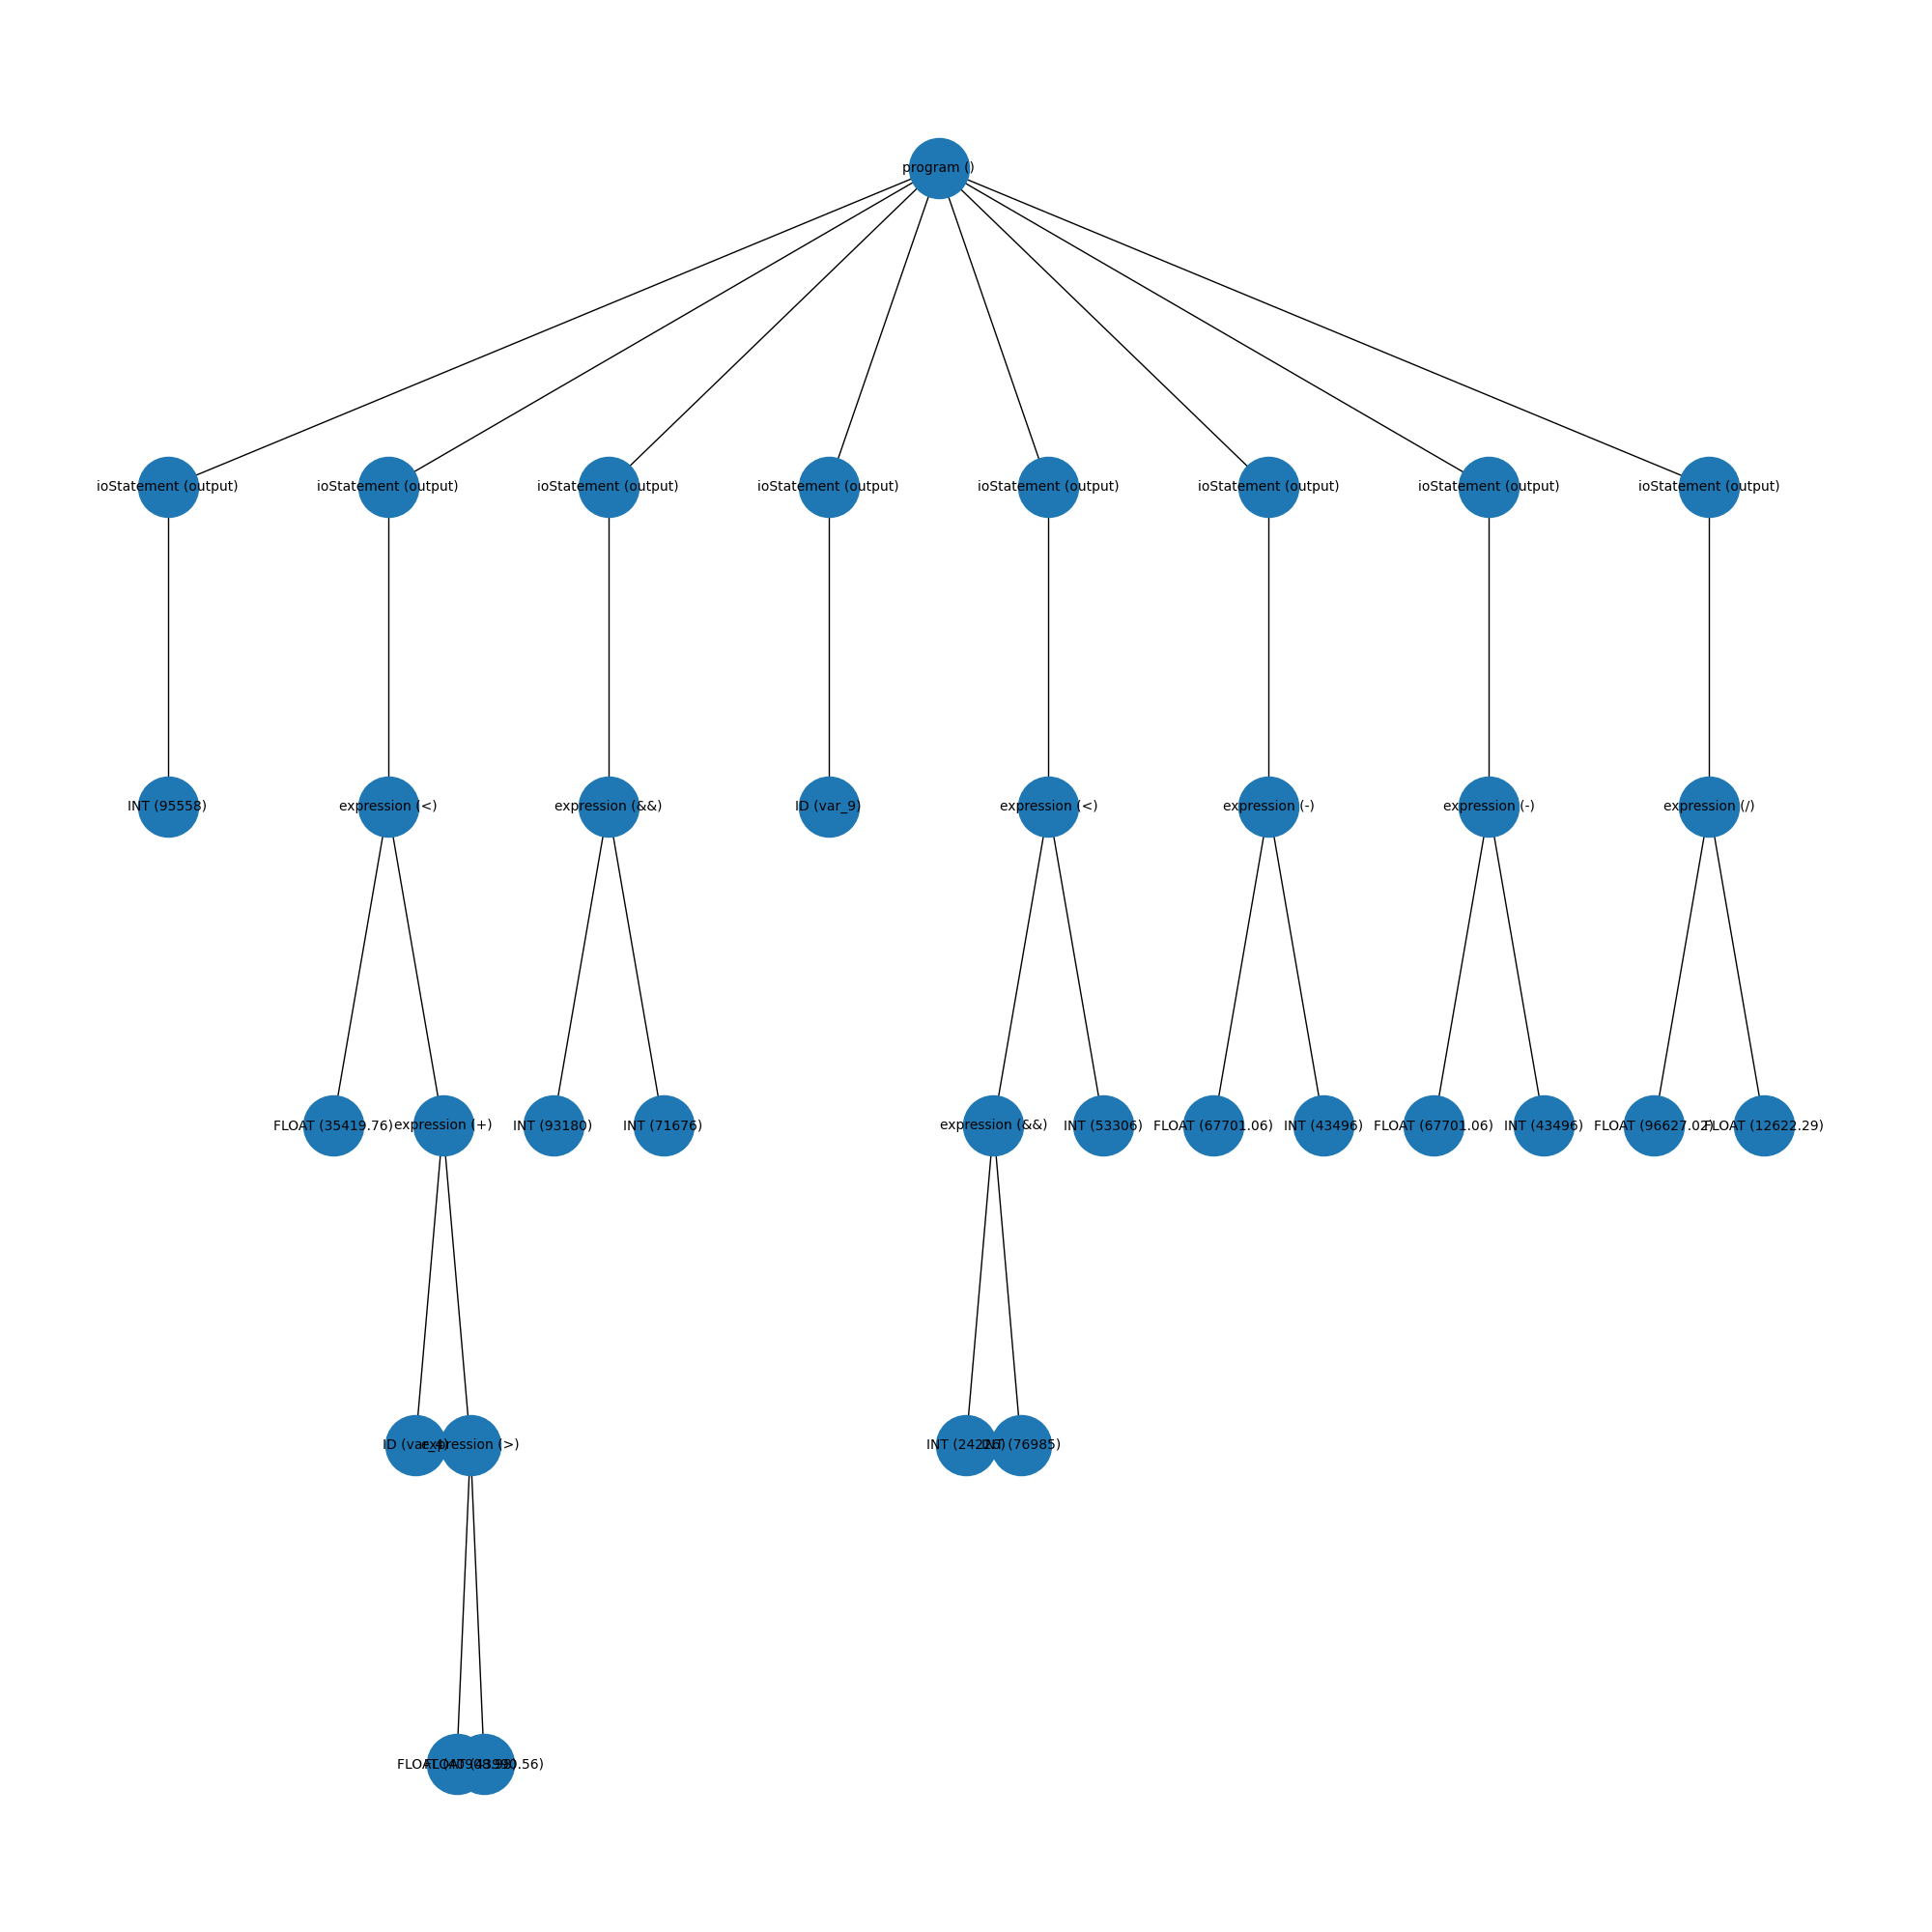 program ()
ioStatement (output) ioStatement (output) ioStatement (output) ioStatement (output) ioStatement (output) ioStatement (output) ioStatement (output) ioStatement (output)
INT (95558) expression (<) expression (&&) ID (var_9) expression (<) expression (-) expression (-) expression (/)
FLOAT (35419.76) expression (+) INT (93180) INT (71676) expression (&&) INT (53306) FLOAT (67701.06) INT (43496) FLOAT (67701.06) INT (43496) FLOAT (96627.02) FLOAT (12622.29)
ID (var_4) expression (>) INT (24226) INT (76985)
FLOAT FLOAT